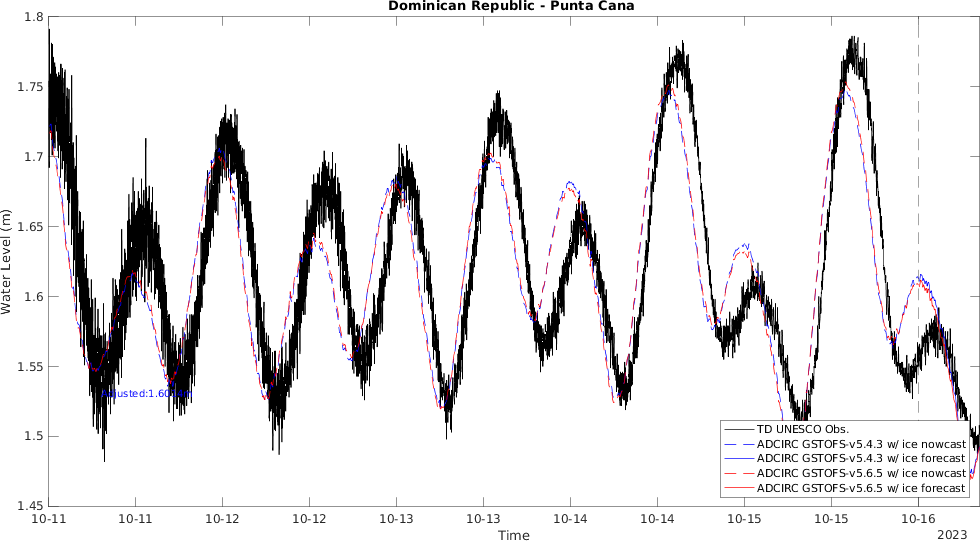 Dominican Republic - Punta Cana
Water Level (m)
1.8
1.75
1.7
1.65
1.6
1.55
1.5
1.45
TD UNESCO Obs.
ADCIRC GSTOFS-v5.4.3 w/ ice nowcast
ADCIRC GSTOFS-v5.4.3 w/ ice forecast
ADCIRC GSTOFS-v5.6.5 w/ ice nowcast
ADCIRC GSTOFS-v5.6.5 w/ ice forecast
10-11 10-11 10-12 10-12 10-13 10-13 10-14 10-14 10-15 10-15 10-16
Time
2023